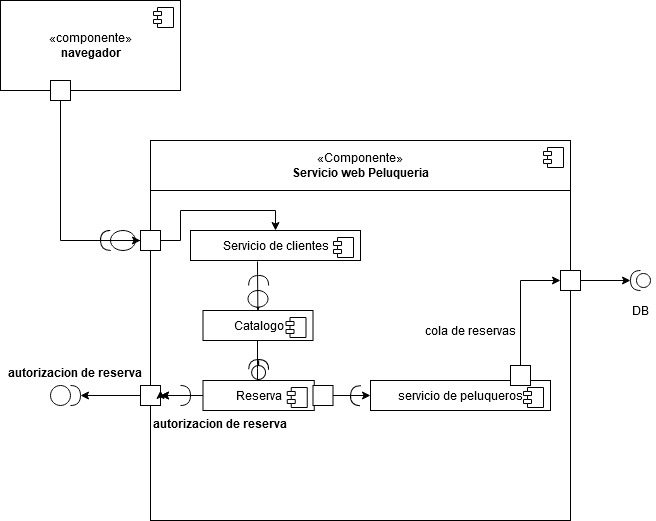 «componente»
navegador
«Componente»
Servicio web Peluqueria
Servicio de clientes
Catalogo
cola de reservas
DB
autorizacion de reserva
Reserva
servicio de peluqueros
autorizacion de reserva